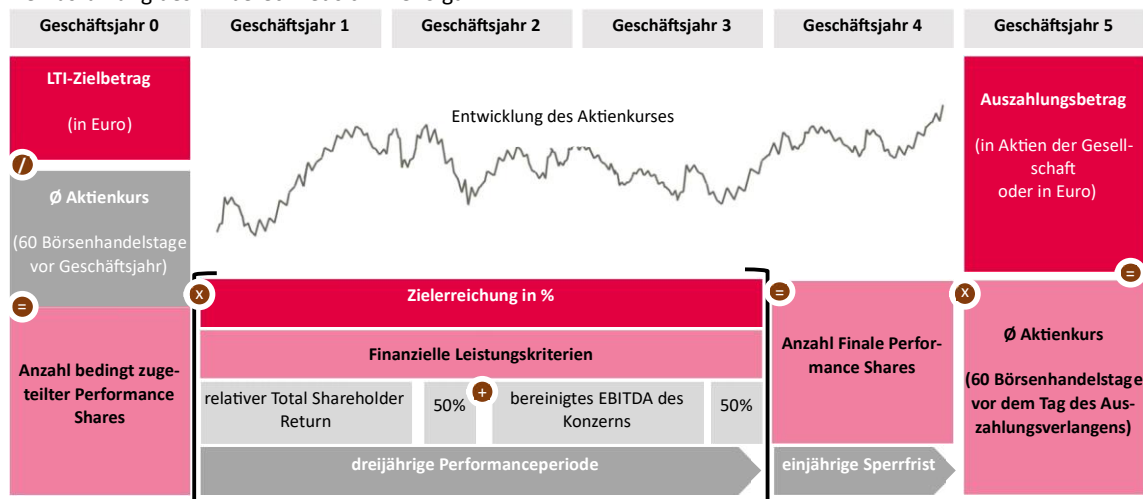 Geschäftsjahr 0
Geschäftsjahr 1
Geschäftsjahr 2
Geschäftsjahr 3
Geschäftsjahr 4
Geschäftsjahr 5
LTI-Zielbetrag
(in Euro)
/
Ø Aktienkurs
(60 Börsenhandelstage
vor Geschäftsjahr)
=
Anzahl bedingt zuge-
teilter Performance
Shares
Entwicklung des Aktienkurses
x
Zielerreichung in %
Finanzielle Leistungskriterien
relativer Total Shareholder
Return
50%
+
bereinigtes EBITDA des
Konzerns
50%
dreijährige Performanceperiode
=
Anzahl Finale Perfor-
mance Shares
einjährige Sperrfrist
x
Auszahlungsbetrag
(in Aktien der Gesell-
schaft
oder in Euro)
=
Ø Aktienkurs
(60 Börsenhandelstage
vor dem Tag des Aus-
zahlungsverlangens)